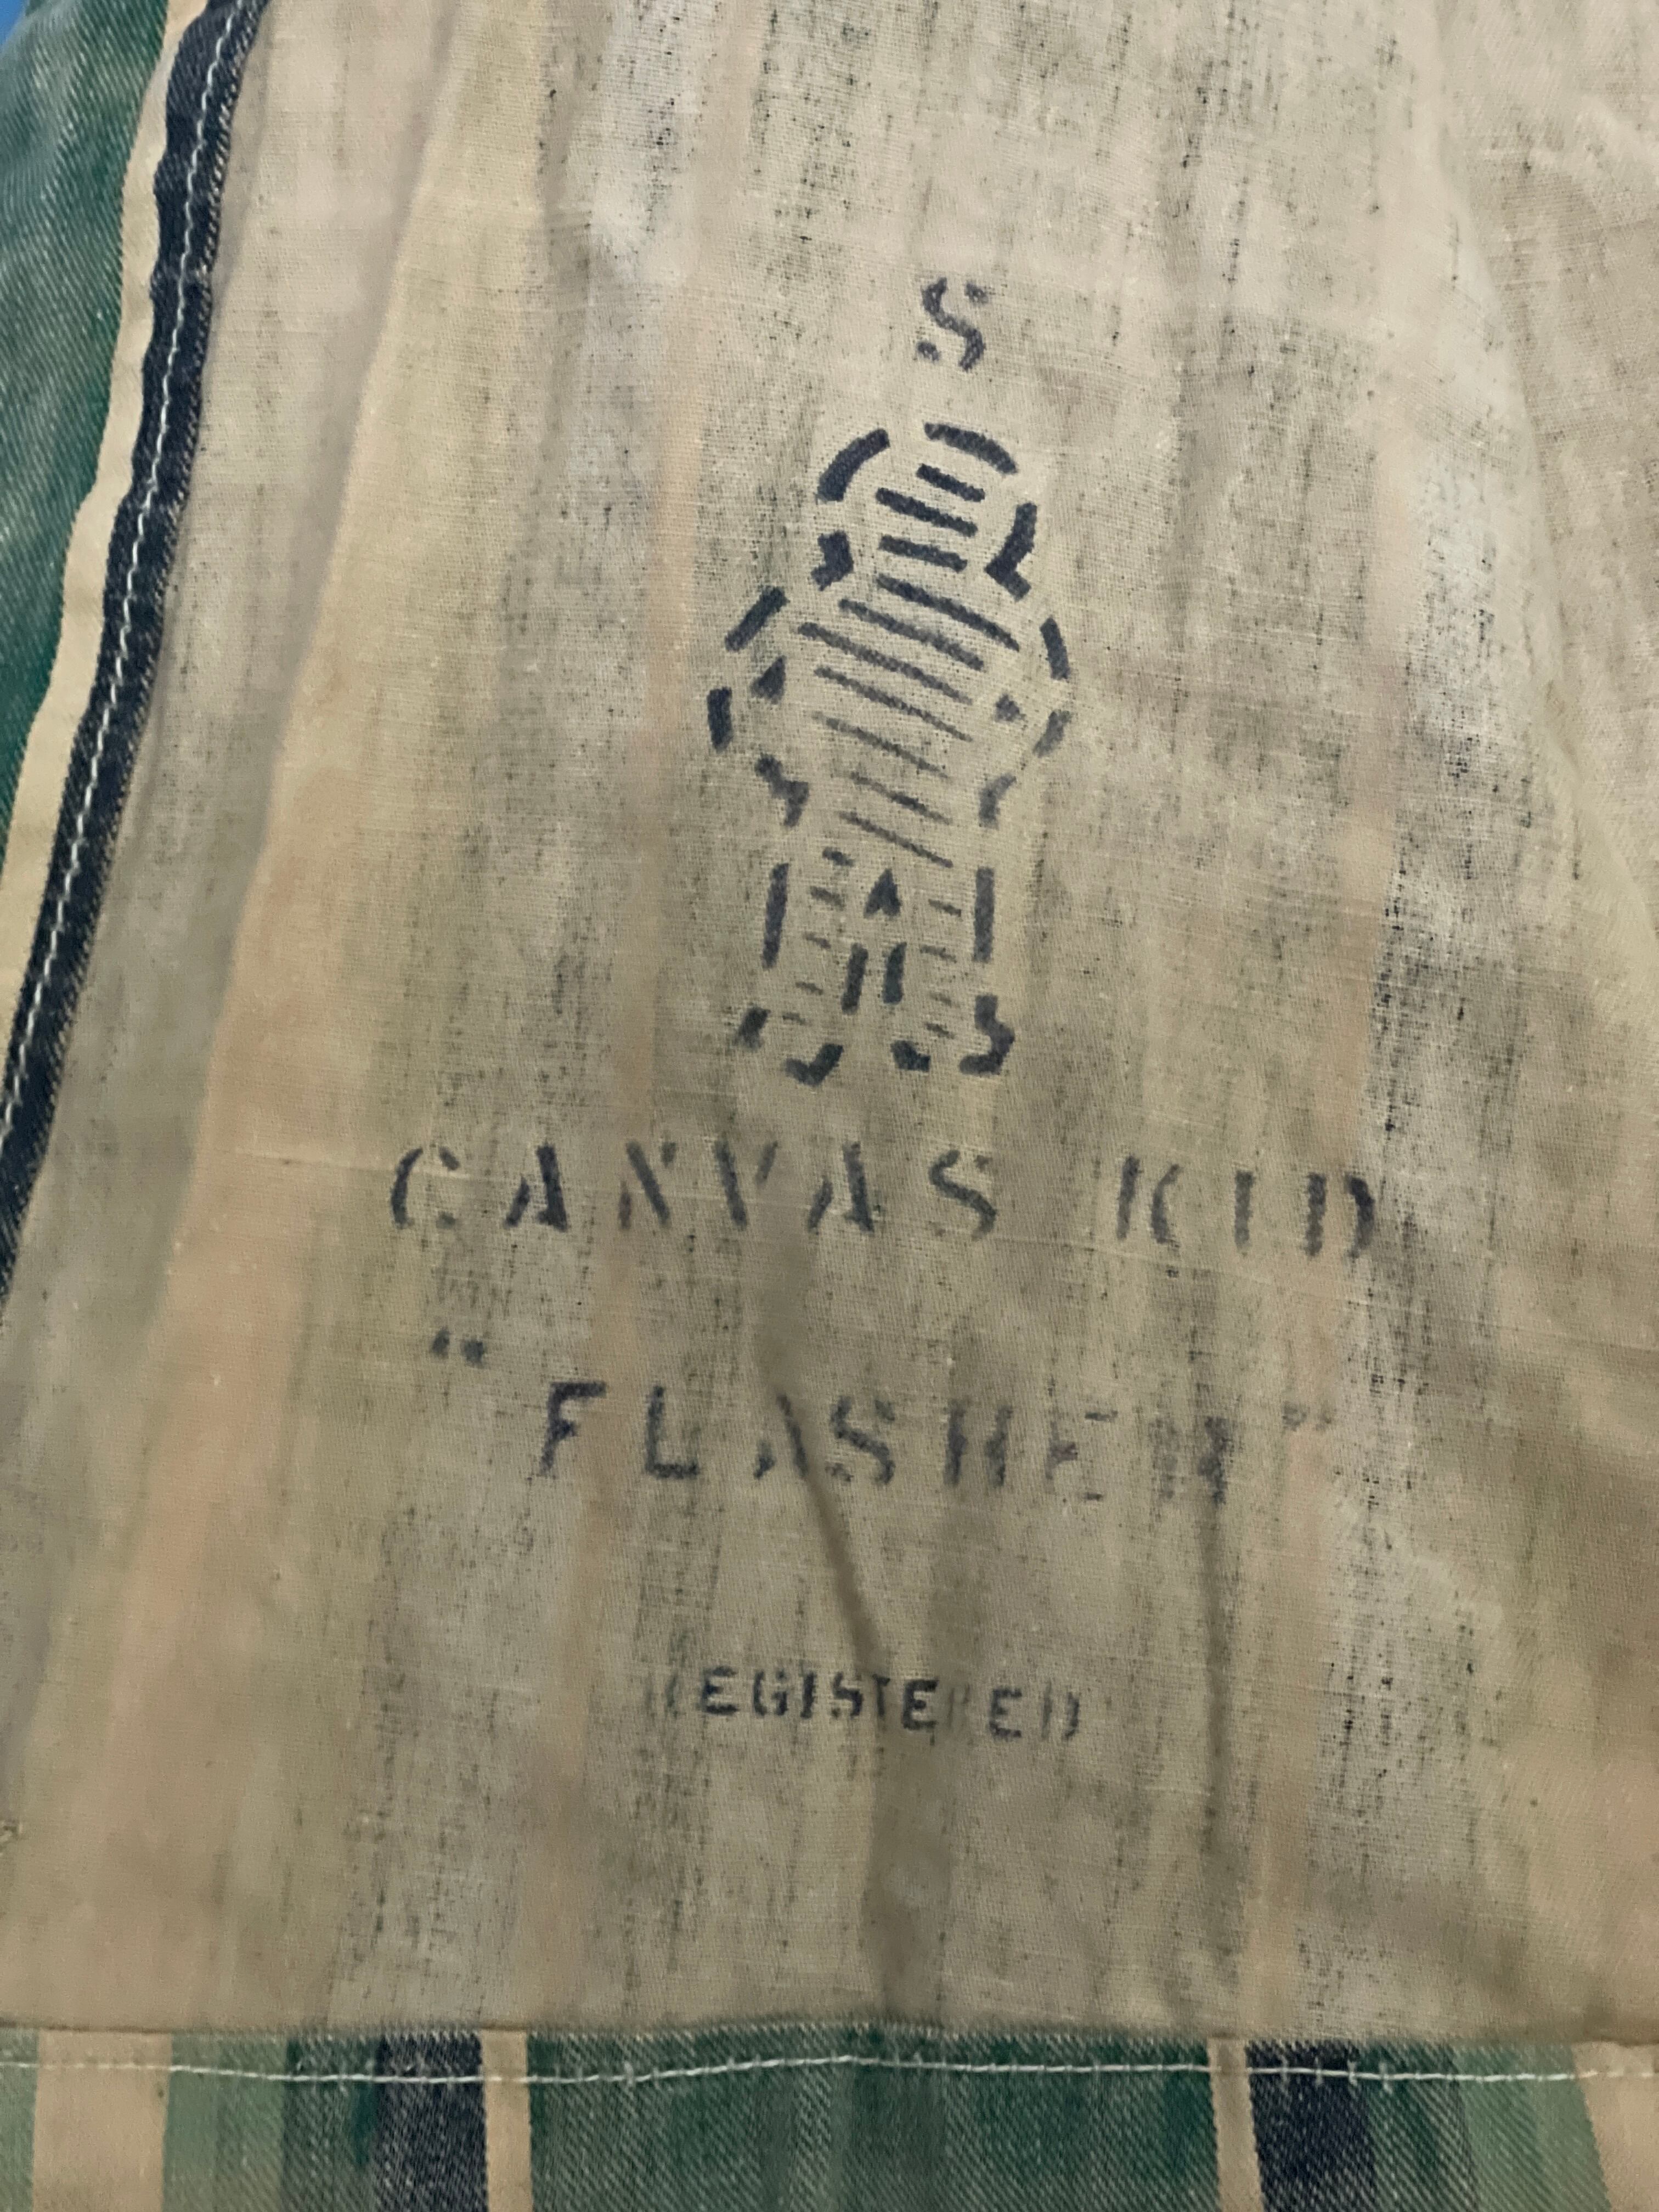 S
CANVAS KID
"FLASHER"
REGISTERED